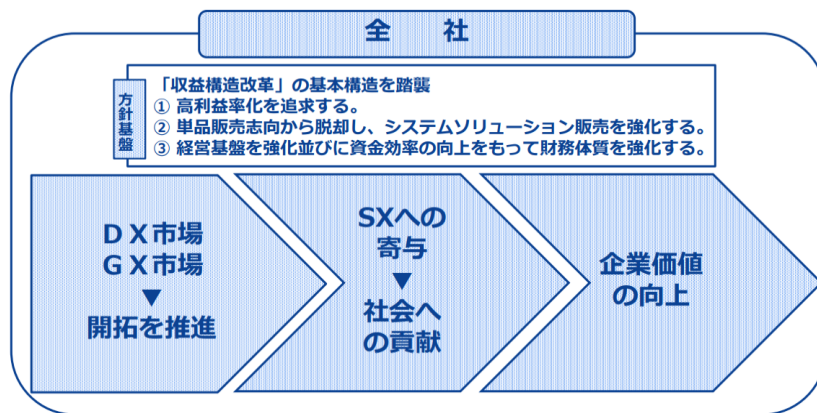 全 社
「収益構造改革」の基本構造を踏襲
方針基盤
① 高利益率化を追求する。
② 単品販売志向から脱却し、システムソリューション販売を強化する。
③ 経営基盤を強化並びに資金効率の向上をもって財務体質を強化する。
ＤＸ市場
ＧＸ市場
▼
開拓を推進
SXへの
寄与
▼
社会へ
の貢献
企業価値
の向上